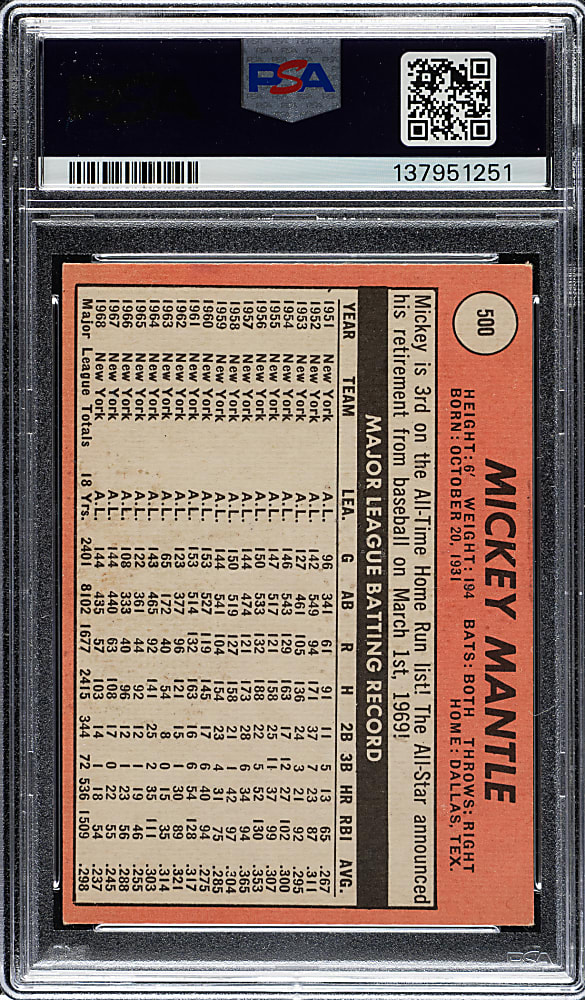 PSA
137951251
500
MICKEY MANTLE
HEIGHT: 6' WEIGHT: 194 BATS: BOTH THROWS: RIGHT
BORN: OCTOBER 20, 1931 HOME: DALLAS, TEX.
Mickey is 3rd on the All-Time Home Run list! The All-Star announced
his retirement from baseball on March 1st, 1969!
MAJOR LEAGUE BATTING RECORD
YEAR TEAM LEA. G AB R H 2B 3B HR RBI AVG.
1951 New York A.L. 96 341 61 91 11 5 13 65 .267
1952 New York A.L. 142 549 94 171 37 7 23 87 .311
1953 New York A.L. 127 461 105 136 24 3 21 92 .295
1954 New York A.L. 146 543 129 163 17 12 27 102 .300
1955 New York A.L. 147 517 121 158 25 11 37 99 .307
1956 New York A.L. 150 533 132 188 22 5 52 130 .353
1957 New York A.L. 144 474 121 173 28 6 34 94 .365
1958 New York A.L. 150 519 127 158 21 1 42 97 .304
1959 New York A.L. 144 541 104 154 23 4 31 75 .285
1960 New York A.L. 153 527 119 145 17 6 40 94 .275
1961 New York A.L. 153 514 132 163 16 6 54 128 .317
1962 New York A.L. 123 377 96 121 15 1 30 89 .321
1963 New York A.L. 65 172 40 54 8 0 15 35 .314
1964 New York A.L. 143 465 92 141 25 2 35 111 .303
1965 New York A.L. 122 361 44 92 12 1 19 46 .255
1966 New York A.L. 108 333 40 96 12 1 23 56 .288
1967 New York A.L. 144 440 63 108 17 0 22 55 .245
1968 New York A.L. 144 435 57 103 14 1 18 54 .237
Major League Totals 18 Yrs. 2401 8102 1677 2415 344 72 536 1509 .298
PSA